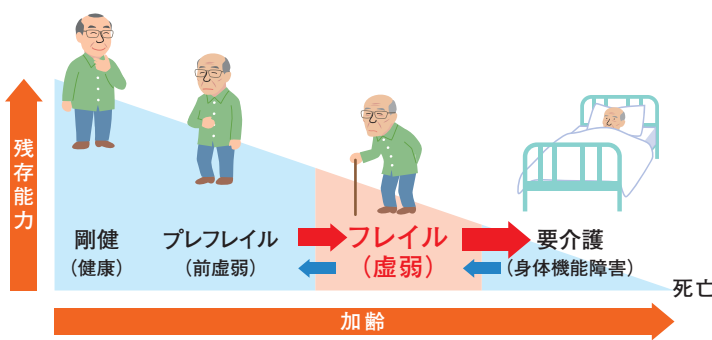 残存能力
剛健
（健康）
プレフレイル
（前虚弱）
フレイル
（虚弱）
要介護
（身体機能障害）
死亡
加齢